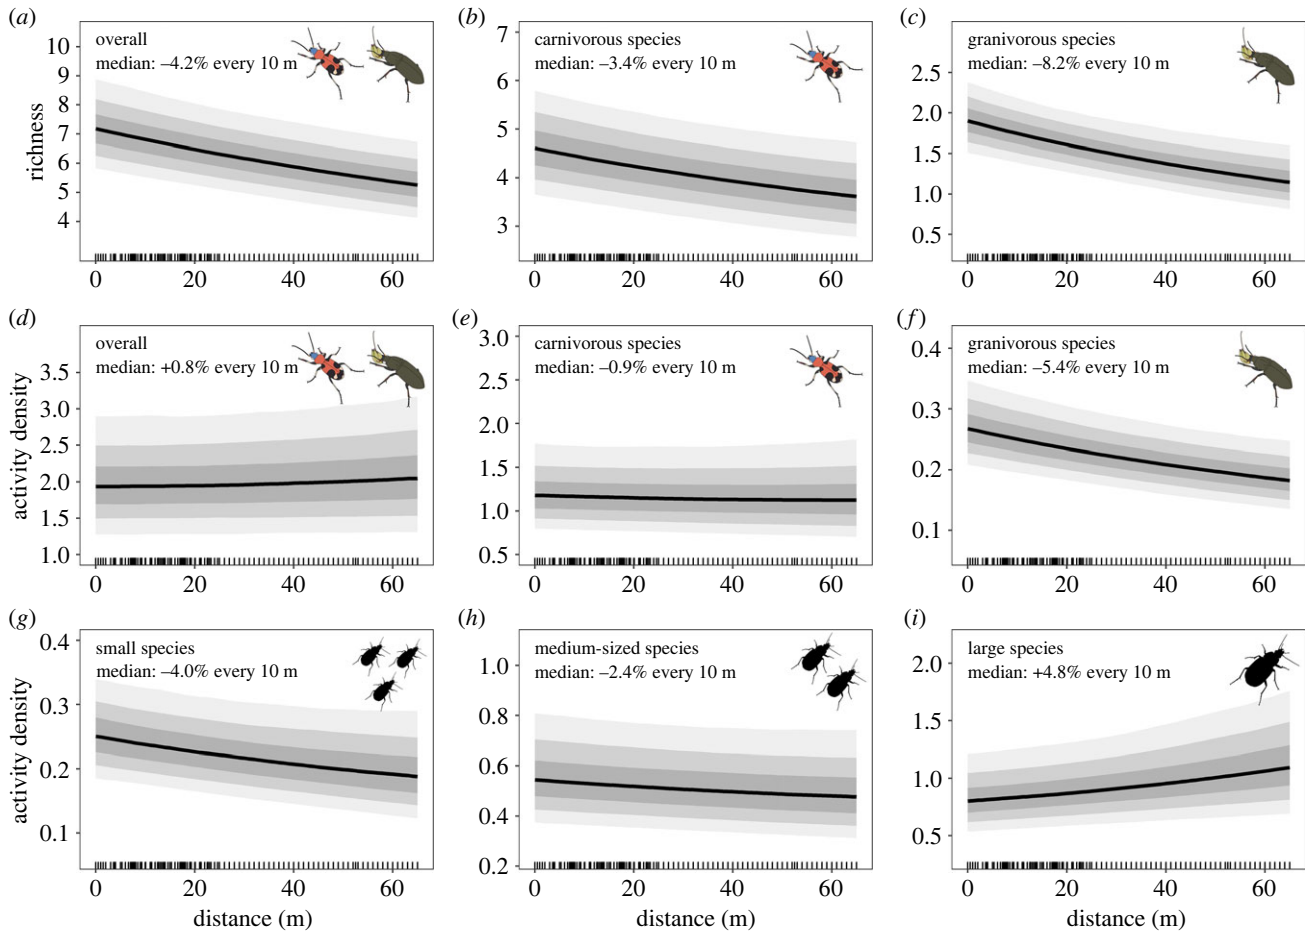 (a)
overall
median: –4.2% every 10 m
richness
10
9
8
7
6
5
4
0 20 40 60
(b)
carnivorous species
median: –3.4% every 10 m
7
6
5
4
3
0 20 40 60
(c)
granivorous species
median: –8.2% every 10 m
2.5
2.0
1.5
1.0
0.5
0 20 40 60
(d)
overall
median: +0.8% every 10 m
activity density
3.5
3.0
2.5
2.0
1.5
1.0
0 20 40 60
(e)
carnivorous species
median: –0.9% every 10 m
3.0
2.5
2.0
1.5
1.0
0.5
0 20 40 60
(f)
granivorous species
median: –5.4% every 10 m
0.4
0.3
0.2
0.1
0 20 40 60
(g)
small species
median: –4.0% every 10 m
activity density
0.4
0.3
0.2
0.1
0 20 40 60
distance (m)
(h)
medium-sized species
median: –2.4% every 10 m
1.0
0.8
0.6
0.4
0.2
0 20 40 60
distance (m)
(i)
large species
median: +4.8% every 10 m
2.0
1.5
1.0
0.5
0 20 40 60
distance (m)